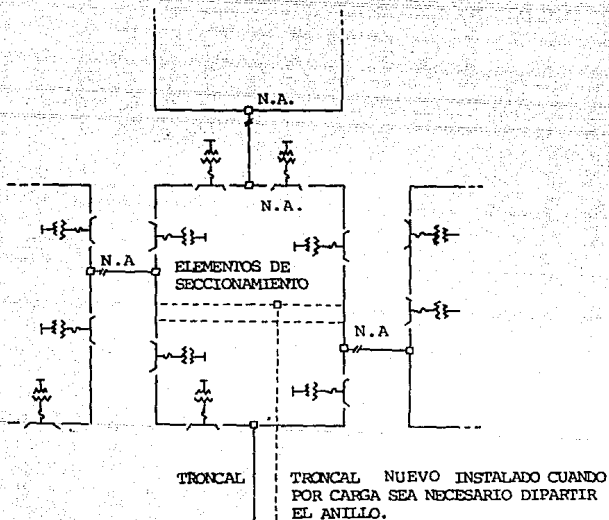 N.A.
N.A.
N.A
ELEMENTOS DE
SECCIONAMIENTO
N.A
TRONCAL
TRONCAL NUEVO INSTALADO CUANDO
POR CARGA SEA NECESARIO DIPARTIR
EL ANILLO.